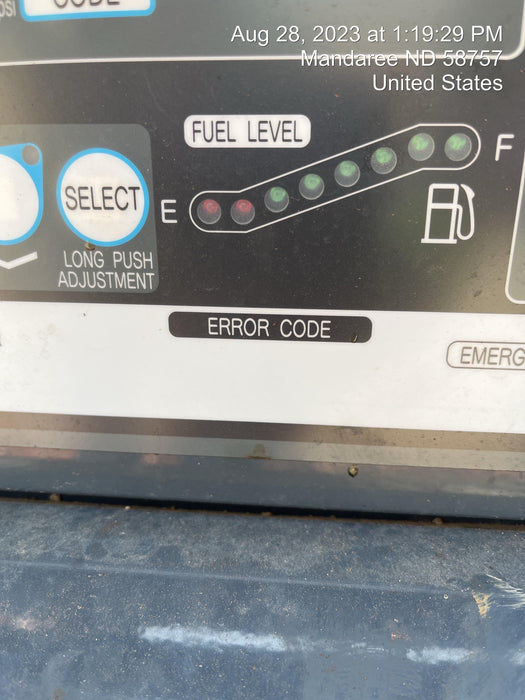 CODE
Aug 28, 2023 at 1:19:29 PM
Mandaree ND 58757
United States
FUEL LEVEL
E
F
SELECT
LONG PUSH
ADJUSTMENT
ERROR CODE
EMERG